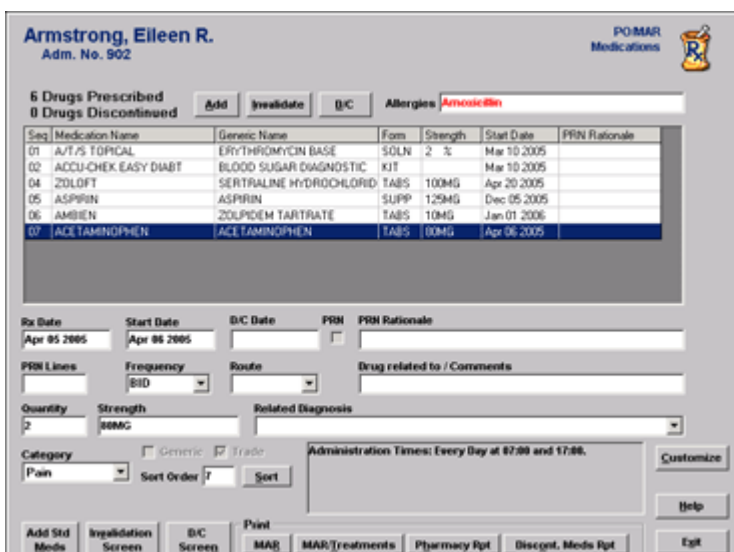 Armstrong, Eileen R.
Adm. No. 902
PO/MAR
Medications
Rx
6 Drugs Prescribed
0 Drugs Discontinued
Add Invalidate D/C Allergies Amoxicillin
Seq Medication Name Generic Name Form Strength Start Date PRN Rationale
01 A/T/S TOPICAL ERYTHROMYCIN BASE SOLN 2 % Mar 10 2005
02 ACCU-CHEK EASY DIABT BLOOD SUGAR DIAGNOSTIC KIT Mar 10 2005
04 ZOLOFT SERTRALINE HYDROCHLORID TABS 100MG Apr 20 2005
05 ASPIRIN ASPIRIN SUPP 125MG Dec 05 2005
06 AMBIEN ZOLPIDEM TARTRATE TABS 10MG Jan 01 2006
07 ACETAMINOPHEN ACETAMINOPHEN TABS 80MG Apr 06 2005
Rx Date Start Date D/C Date PRN PRN Rationale
Apr 05 2005 Apr 06 2005
PRN Lines Frequency Route Drug related to / Comments
BID
Quantity Strength Related Diagnosis
2 80MG
Category Generic Trade Administration Times: Every Day at 07:00 and 17:00.
Pain Sort Order 7 Sort
Customize
Help
Add Std Meds Invalidation Screen D/C Screen Print
MAR MAR/Treatments Pharmacy Rpt Discont. Meds Rpt Exit